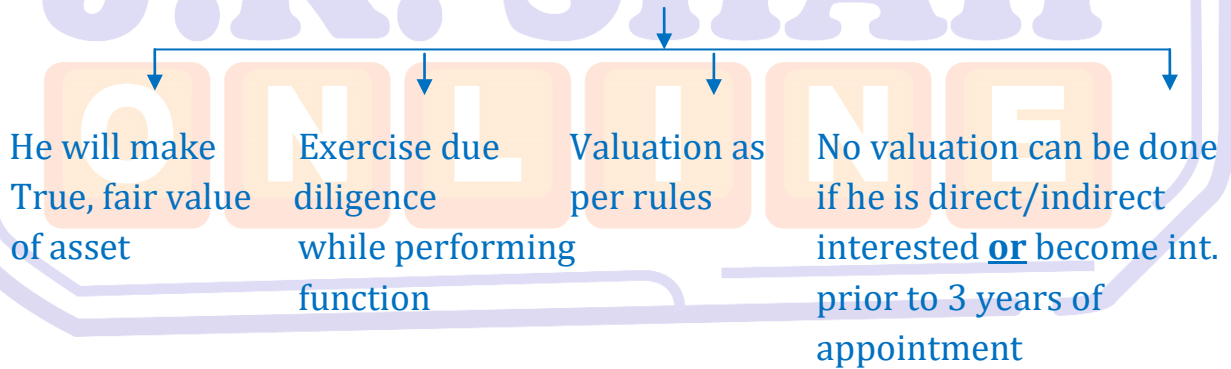 J.K. SHAH
ONLINE
He will make
True, fair value
of asset
Exercise due
diligence
while performing
function
Valuation as
per rules
No valuation can be done
if he is direct/indirect
interested or become int.
prior to 3 years of
appointment